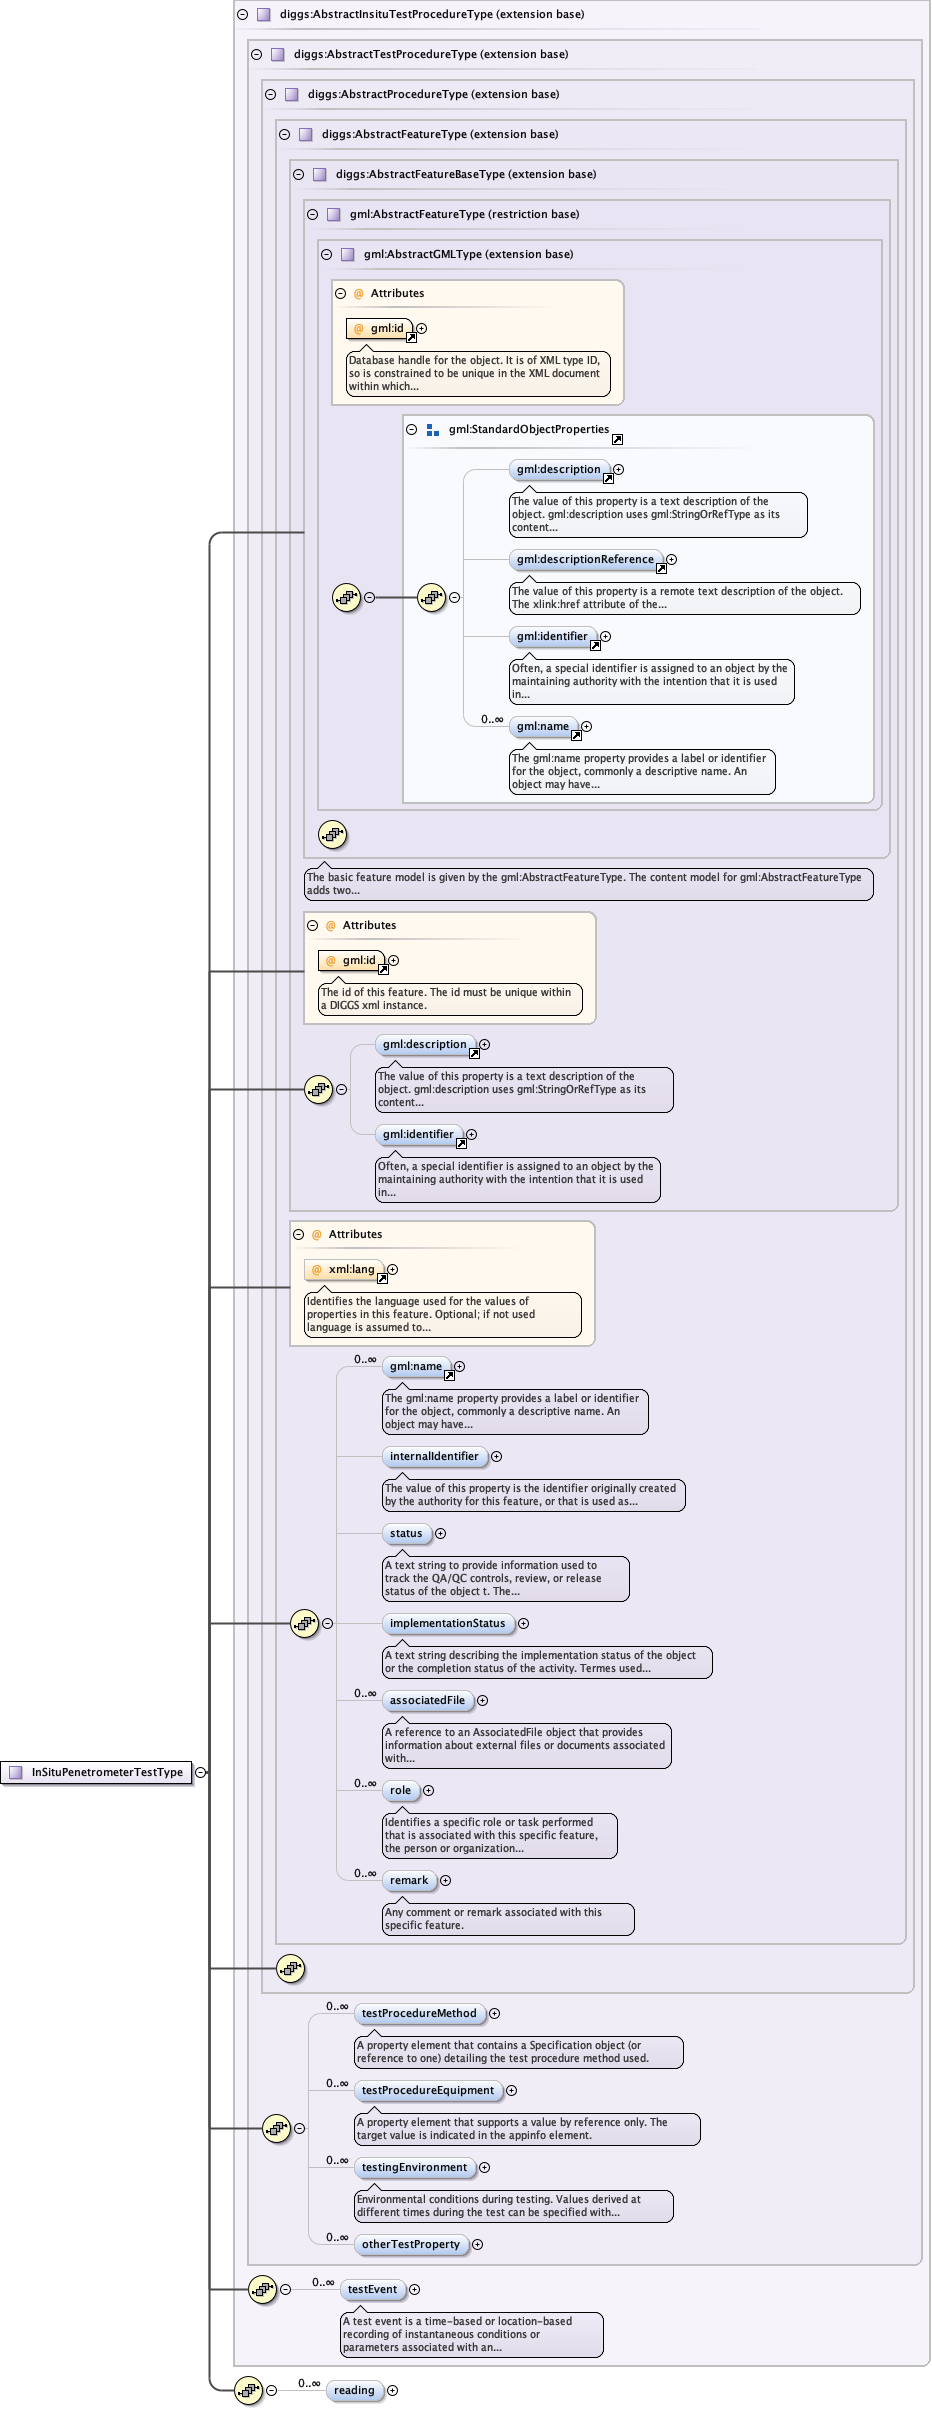 diggs:AbstractInsituTestProcedureType (extension base)
diggs:AbstractTestProcedureType (extension base)
diggs:AbstractProcedureType (extension base)
diggs:AbstractFeatureType (extension base)
diggs:AbstractFeatureBaseType (extension base)
gml:AbstractFeatureType (restriction base)
gml:AbstractGMLType (extension base)
@ Attributes
@ gml:id
Database handle for the object. It is of XML type ID,
so is constrained to be unique in the XML document
within which...
gml:StandardObjectProperties
gml:description
The value of this property is a text description of the
object. gml:description uses gml:StringOrRefType as its
content...
gml:descriptionReference
The value of this property is a remote text description of the object.
The xlink:href attribute of the...
gml:identifier
Often, a special identifier is assigned to an object by the
maintaining authority with the intention that it is used
in...
0..∞
gml:name
The gml:name property provides a label or identifier
for the object, commonly a descriptive name. An
object may have...
The basic feature model is given by the gml:AbstractFeatureType. The content model for gml:AbstractFeatureType
adds two...
@ Attributes
@ gml:id
The id of this feature. The id must be unique within
a DIGGS xml instance.
gml:description
The value of this property is a text description of the
object. gml:description uses gml:StringOrRefType as its
content...
gml:identifier
Often, a special identifier is assigned to an object by the
maintaining authority with the intention that it is used
in...
@ Attributes
@ xml:lang
Identifies the language used for the values of
properties in this feature. Optional; if not used
language is assumed to...
0..∞
gml:name
The gml:name property provides a label or identifier
for the object, commonly a descriptive name. An
object may have...
internalIdentifier
The value of this property is the identifier originally created
by the authority for this feature, or that is used as...
status
A text string to provide information used to
track the QA/QC controls, review, or release
status of the object t. The...
implementationStatus
A text string describing the implementation status of the object
or the completion status of the activity. Termes used...
0..∞
associatedFile
A reference to an AssociatedFile object that provides
information about external files or documents associated
with...
InSituPenetrometerTestType
0..∞
role
Identifies a specific role or task performed
that is associated with this specific feature,
the person or organization...
0..∞
remark
Any comment or remark associated with this
specific feature.
0..∞
testProcedureMethod
A property element that contains a Specification object (or
reference to one) detailing the test procedure method used.
0..∞
testProcedureEquipment
A property element that supports a value by reference only. The
target value is indicated in the appinfo element.
0..∞
testingEnvironment
Environmental conditions during testing. Values derived at
different times during the test can be specified with...
0..∞
otherTestProperty
0..∞
testEvent
A test event is a time-based or location-based
recording of instantaneous conditions or
parameters associated with an...
0..∞
reading